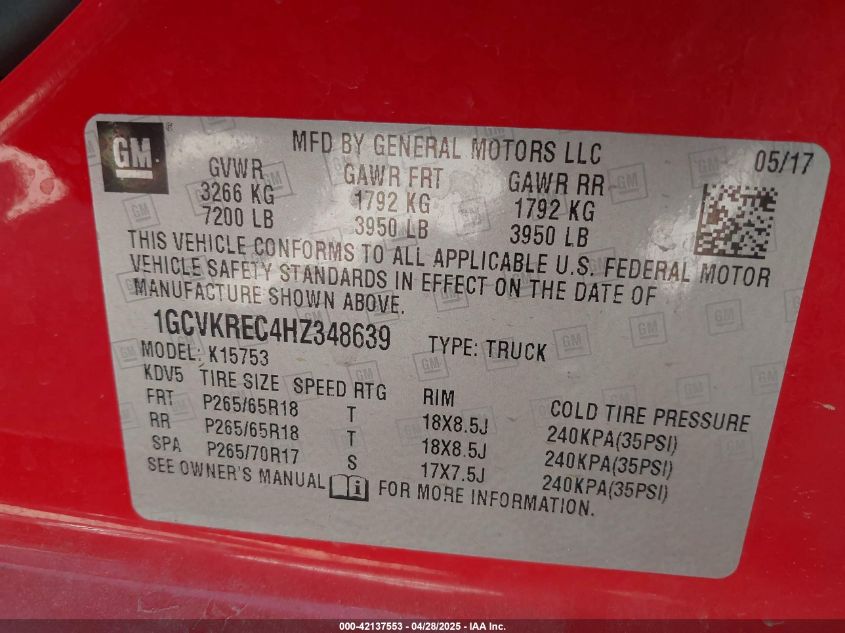 GM
MFD BY GENERAL MOTORS LLC
05/17
GVWR GAWR FRT GAWR RR
3266 KG 1792 KG 1792 KG
7200 LB 3950 LB 3950 LB
THIS VEHICLE CONFORMS TO ALL APPLICABLE U.S. FEDERAL MOTOR
VEHICLE SAFETY STANDARDS IN EFFECT ON THE DATE OF
MANUFACTURE SHOWN ABOVE.
1GCVKREC4HZ348639 TYPE: TRUCK
MODEL: K15753
KDV5 TIRE SIZE SPEED RTG RIM COLD TIRE PRESSURE
FRT P265/65R18 T 18X8.5J 240KPA(35PSI)
RR P265/65R18 T 18X8.5J 240KPA(35PSI)
SPA P265/70R17 S 17X7.5J 240KPA(35PSI)
SEE OWNER'S MANUAL i FOR MORE INFORMATION.
000-42137553 - 04/28/2025 - IAA Inc.